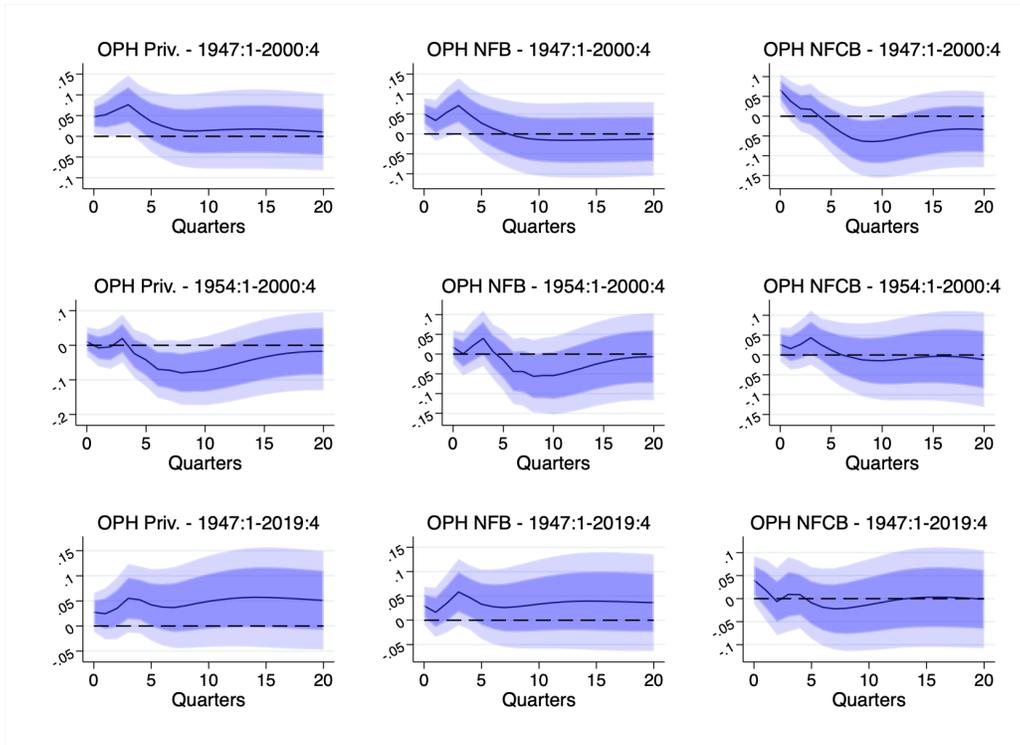 OPH Priv. - 1947:1-2000:4
.15
.1
.05
0
-.05
-.1
0 5 10 15 20
Quarters
OPH NFB - 1947:1-2000:4
.15
.1
.05
0
-.05
-.1
0 5 10 15 20
Quarters
OPH NFCB - 1947:1-2000:4
.1
.05
0
-.05
-.1
-.15
0 5 10 15 20
Quarters
OPH Priv. - 1954:1-2000:4
.1
0
-.1
-.2
0 5 10 15 20
Quarters
OPH NFB - 1954:1-2000:4
.1
.05
0
-.05
-.1
-.15
0 5 10 15 20
Quarters
OPH NFCB - 1954:1-2000:4
.1
.05
0
-.05
-.1
-.15
0 5 10 15 20
Quarters
OPH Priv. - 1947:1-2019:4
.15
.1
.05
0
-.05
0 5 10 15 20
Quarters
OPH NFB - 1947:1-2019:4
.15
.1
.05
0
-.05
0 5 10 15 20
Quarters
OPH NFCB - 1947:1-2019:4
.1
.05
0
-.05
-.1
0 5 10 15 20
Quarters